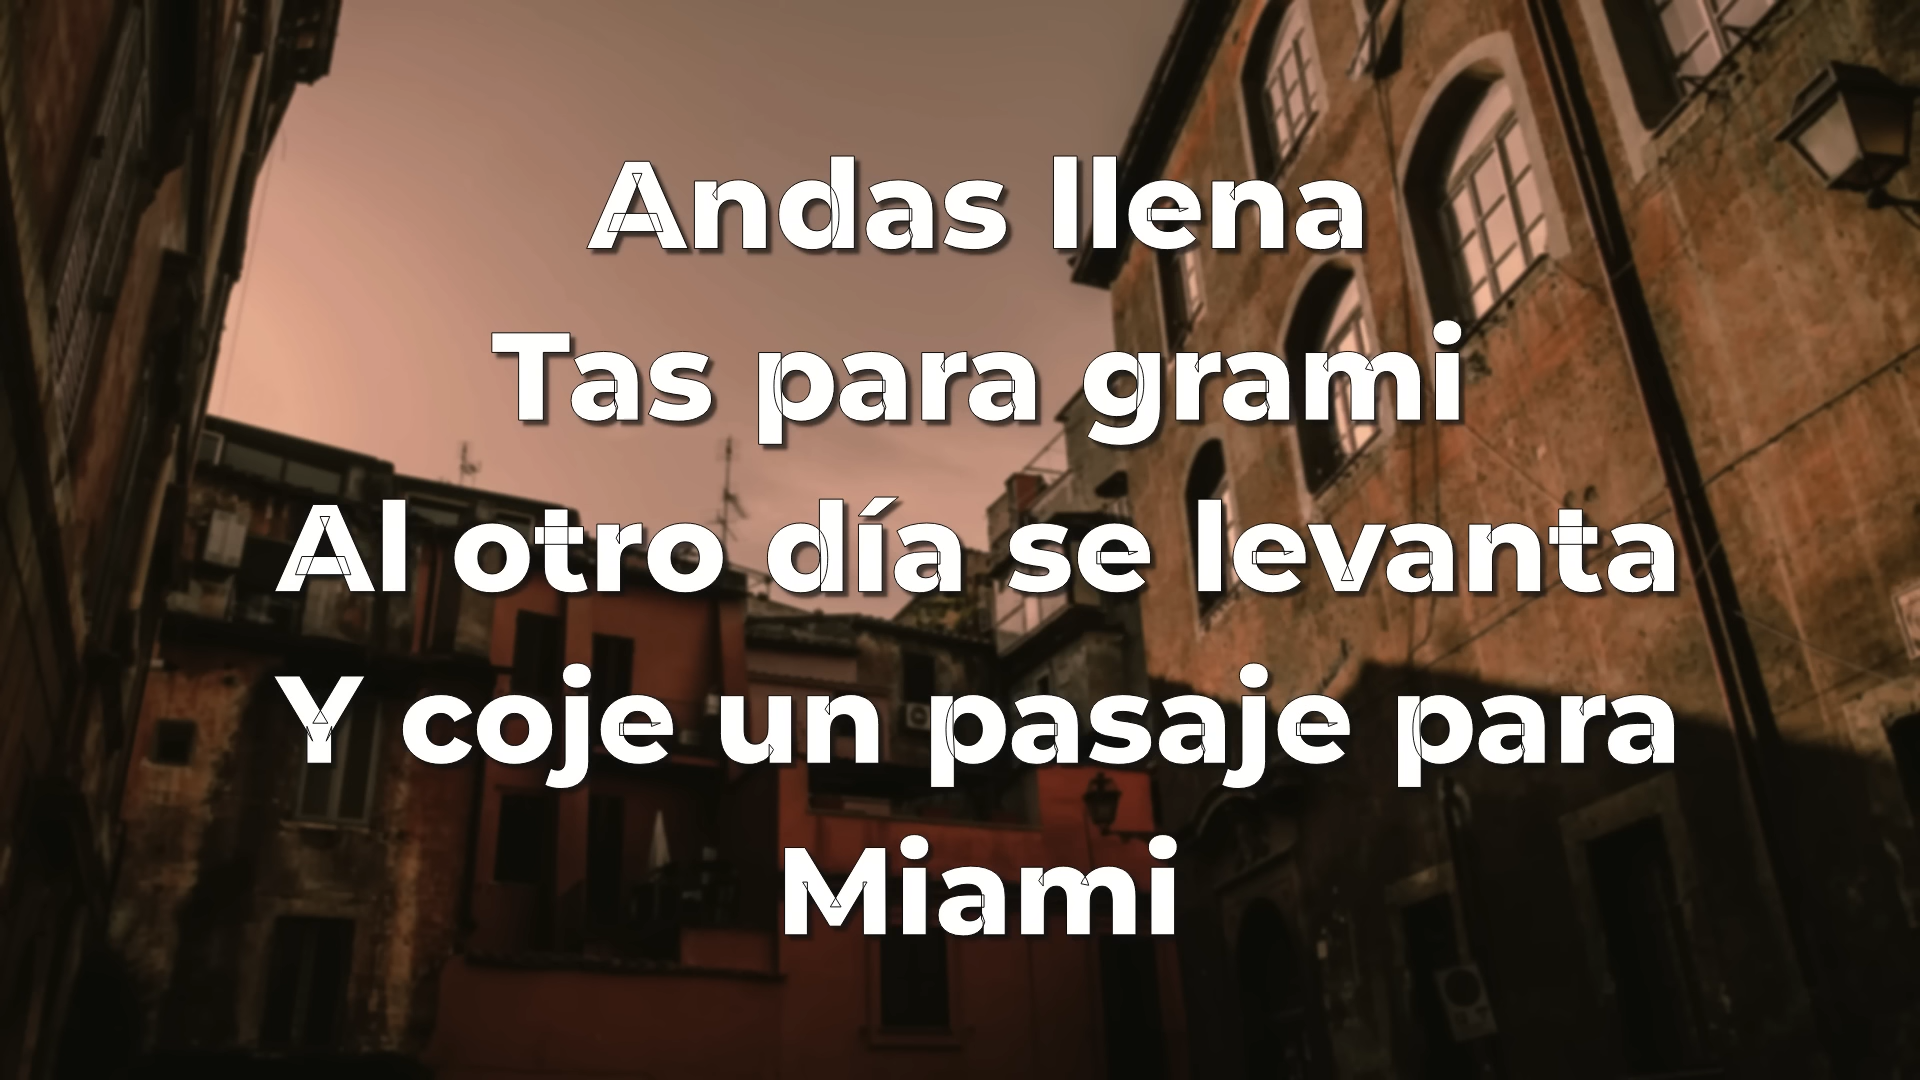 Andas llena
Tas para grami
Al otro día se levanta
Y coje un pasaje para
Miami